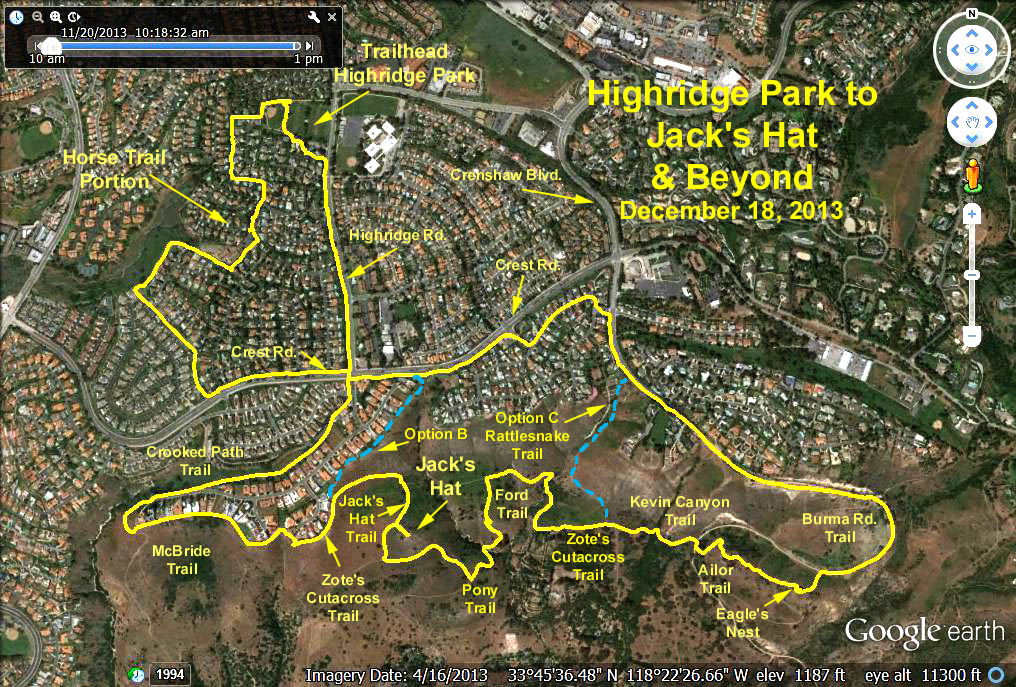 11/20/2013 10:18:32 am
10 am
1 pm
N
Trailhead
Highridge Park
Highridge Park to
Jack's Hat
& Beyond
December 18, 2013
Horse Trail
Portion
Crenshaw Blvd.
Highridge Rd.
Crest Rd.
Crest Rd.
Option C
Rattlesnake
Trail
Option B
Crooked Path
Trail
Jack's
Hat
Jack's
Hat
Trail
Ford
Trail
Kevin Canyon
Trail
Burma Rd.
Trail
McBride
Trail
Zote's
Cutacross
Trail
Zote's
Cutacross
Trail
Pony
Trail
Ailor
Trail
Eagle's
Nest
Google earth
1994
Imagery Date: 4/16/2013 33°45'36.48" N 118°22'26.66" W elev 1187 ft eye alt 11300 ft